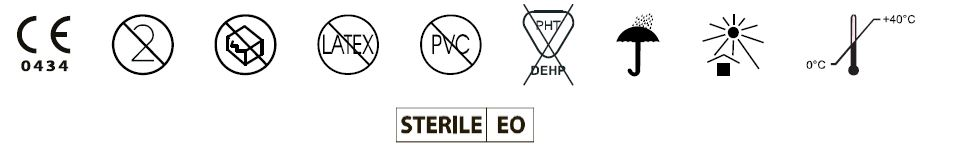 CE
0434
2
LATEX
PVC
PHT
DEHP
+40°C
0°C
STERILE EO